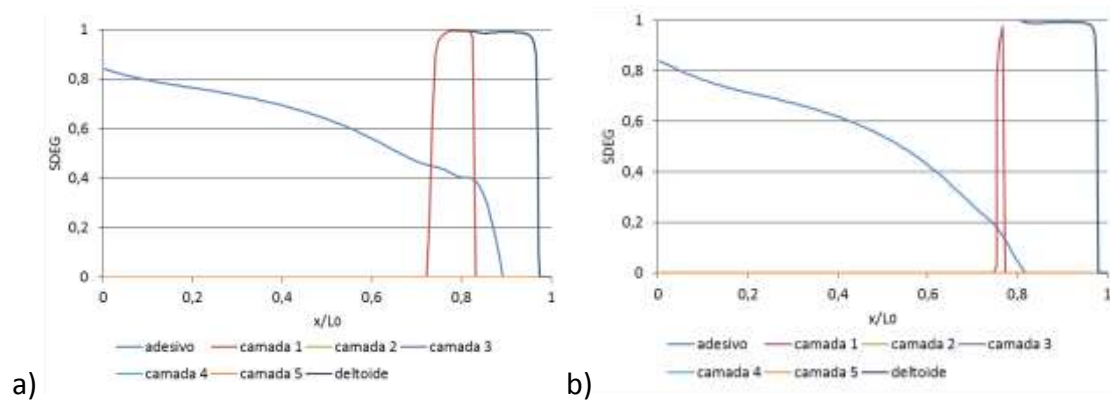 1
0,8
0,6
0,4
0,2
0
SDEG
0 0,2 0,4 0,6 0,8 1
x/L0
adesivo camada 1 camada 2 camada 3
camada 4 camada 5 deltoide
a)
1
0,8
0,6
0,4
0,2
0
SDEG
0 0,2 0,4 0,6 0,8 1
x/L0
adesivo camada 1 camada 2 camada 3
camada 4 camada 5 deltoide
b)